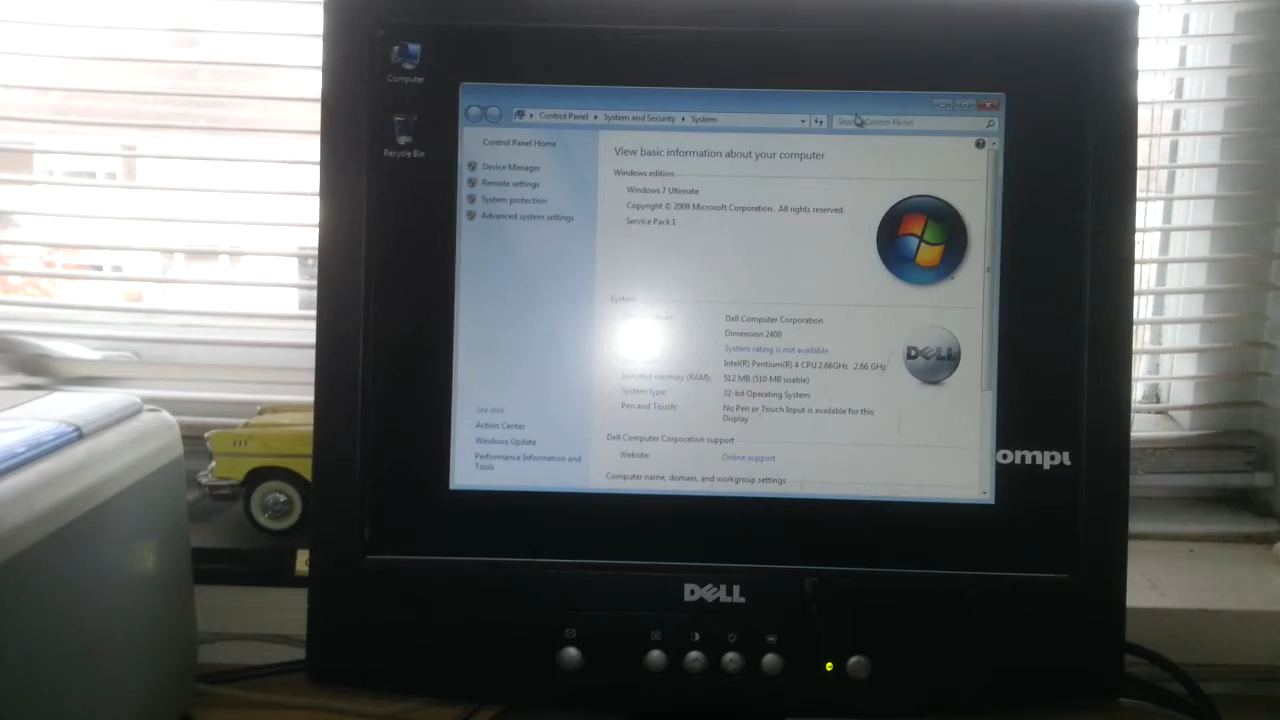 Computer
Recycle Bin
Control Panel
System and Security
System
Search Control Panel
Control Panel Home
Device Manager
Remote settings
System protection
Advanced system settings
See also
Action Center
Windows Update
Performance Information and
Tools
View basic information about your computer
Windows edition
Windows 7 Ultimate
Copyright © 2009 Microsoft Corporation. All rights reserved.
Service Pack 1
System
Dell Computer Corporation
Dimension 2400
System rating is not available
Intel(R) Pentium(R) 4 CPU 2.66GHz 2.66 GHz
Installed memory (RAM): 512 MB (510 MB usable)
System type: 32-bit Operating System
Pen and Touch: No Pen or Touch Input is available for this
Display
DELL
Dell Computer Corporation support
Website: Online support
Computer name, domain, and workgroup settings
ompu
DELL